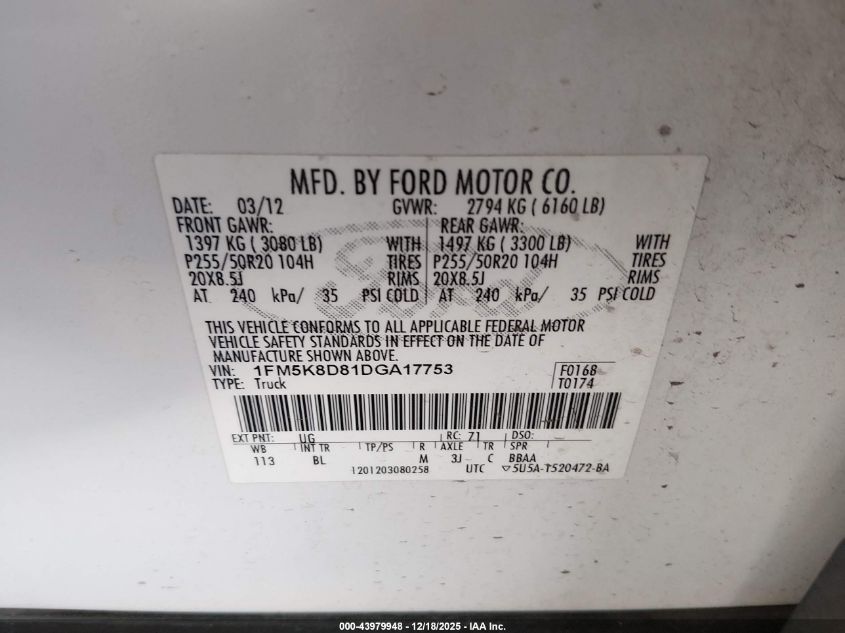 MFD. BY FORD MOTOR CO.
DATE: 03/12 GVWR: 2794 KG ( 6160 LB)
FRONT GAWR: REAR GAWR:
1397 KG ( 3080 LB) WITH 1497 KG ( 3300 LB) WITH
P255/50R20 104H TIRES P255/50R20 104H TIRES
20X8.5J RIMS 20X8.5J RIMS
AT 240 kPa/ 35 PSI COLD AT 240 kPa/ 35 PSI COLD
THIS VEHICLE CONFORMS TO ALL APPLICABLE FEDERAL MOTOR
VEHICLE SAFETY STANDARDS IN EFFECT ON THE DATE OF
MANUFACTURE SHOWN ABOVE.
VIN: 1FM5K8D81DGA17753 F0168
TYPE: Truck T0174
EXT PNT: UG RC: 71 DSO:
WB INT TR TP/PS R AXLE TR SPR
113 BL M 3J C BBAA
1201203080258 UTC ▽5U5A-1520472-BA
000-43979948 - 12/18/2025 - IAA Inc.